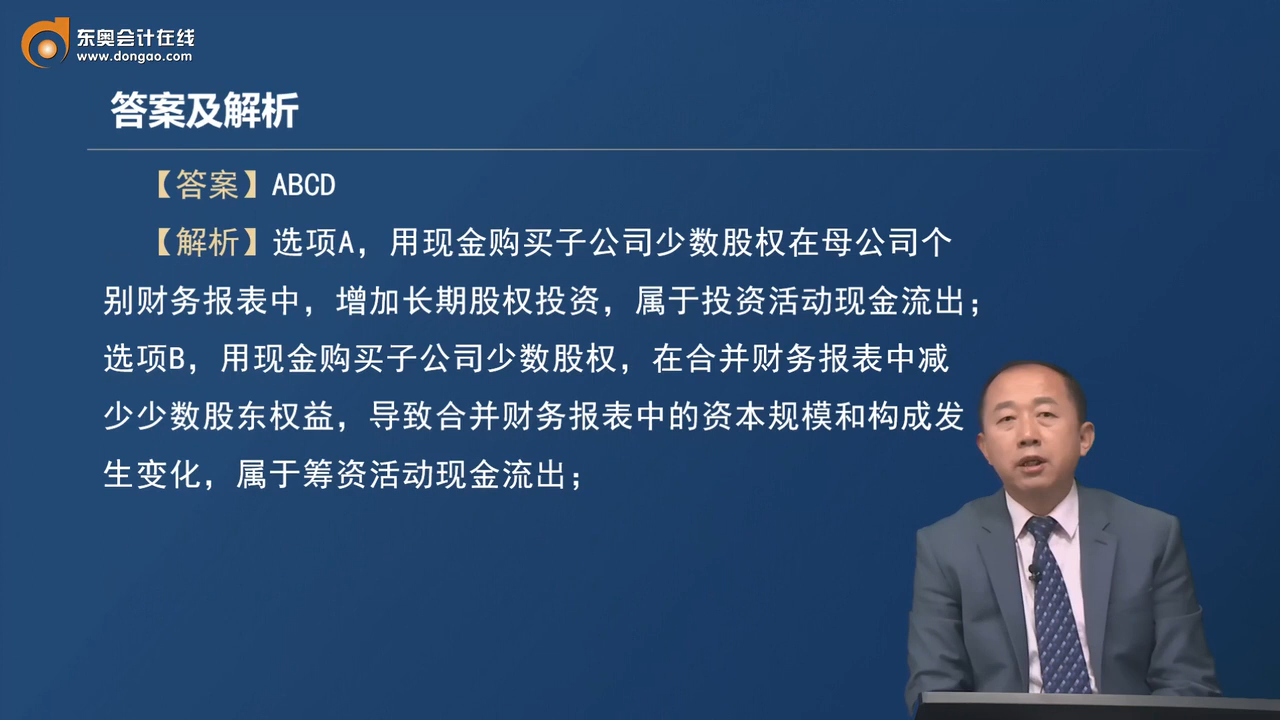 东奥会计在线
www.dongao.com
答案及解析
【答案】ABCD
【解析】选项A，用现金购买子公司少数股权在母公司个
别财务报表中，增加长期股权投资，属于投资活动现金流出；
选项B，用现金购买子公司少数股权，在合并财务报表中减
少少数股东权益，导致合并财务报表中的资本规模和构成发
生变化，属于筹资活动现金流出；